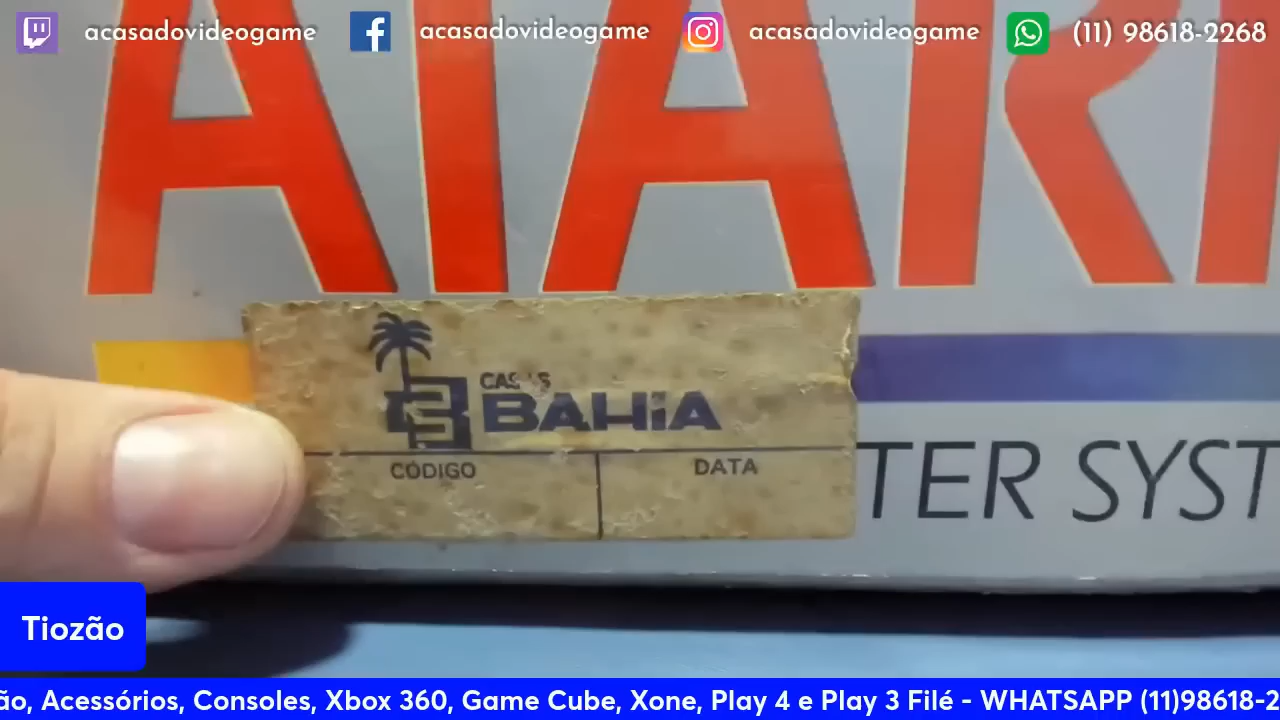 acasadovideogame acasadovideogame acasadovideogame (11) 98618-2268
ATARI
CASAS
BAHiA
CÓDIGO DATA
TER SYST
Tiozão
ão, Acessórios, Consoles, Xbox 360, Game Cube, Xone, Play 4 e Play 3 Filé - WHATSAPP (11)98618-2